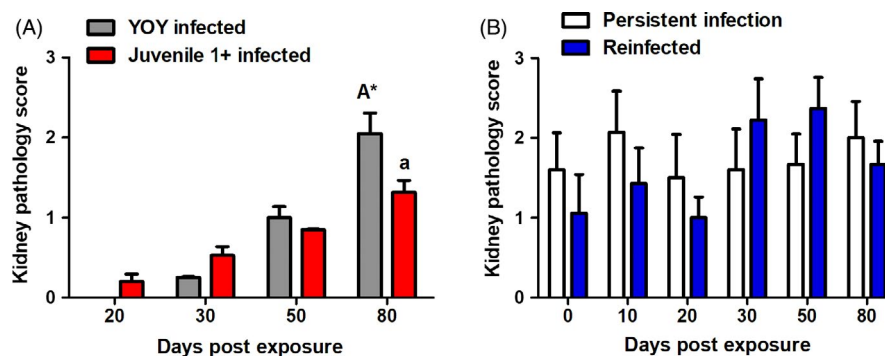 (A)
YOY infected
Juvenile 1+ infected
Kidney pathology score
3
2
1
0
A*
a
20 30 50 80
Days post exposure
(B)
Persistent infection
Reinfected
Kidney pathology score
3
2
1
0
0 10 20 30 50 80
Days post exposure